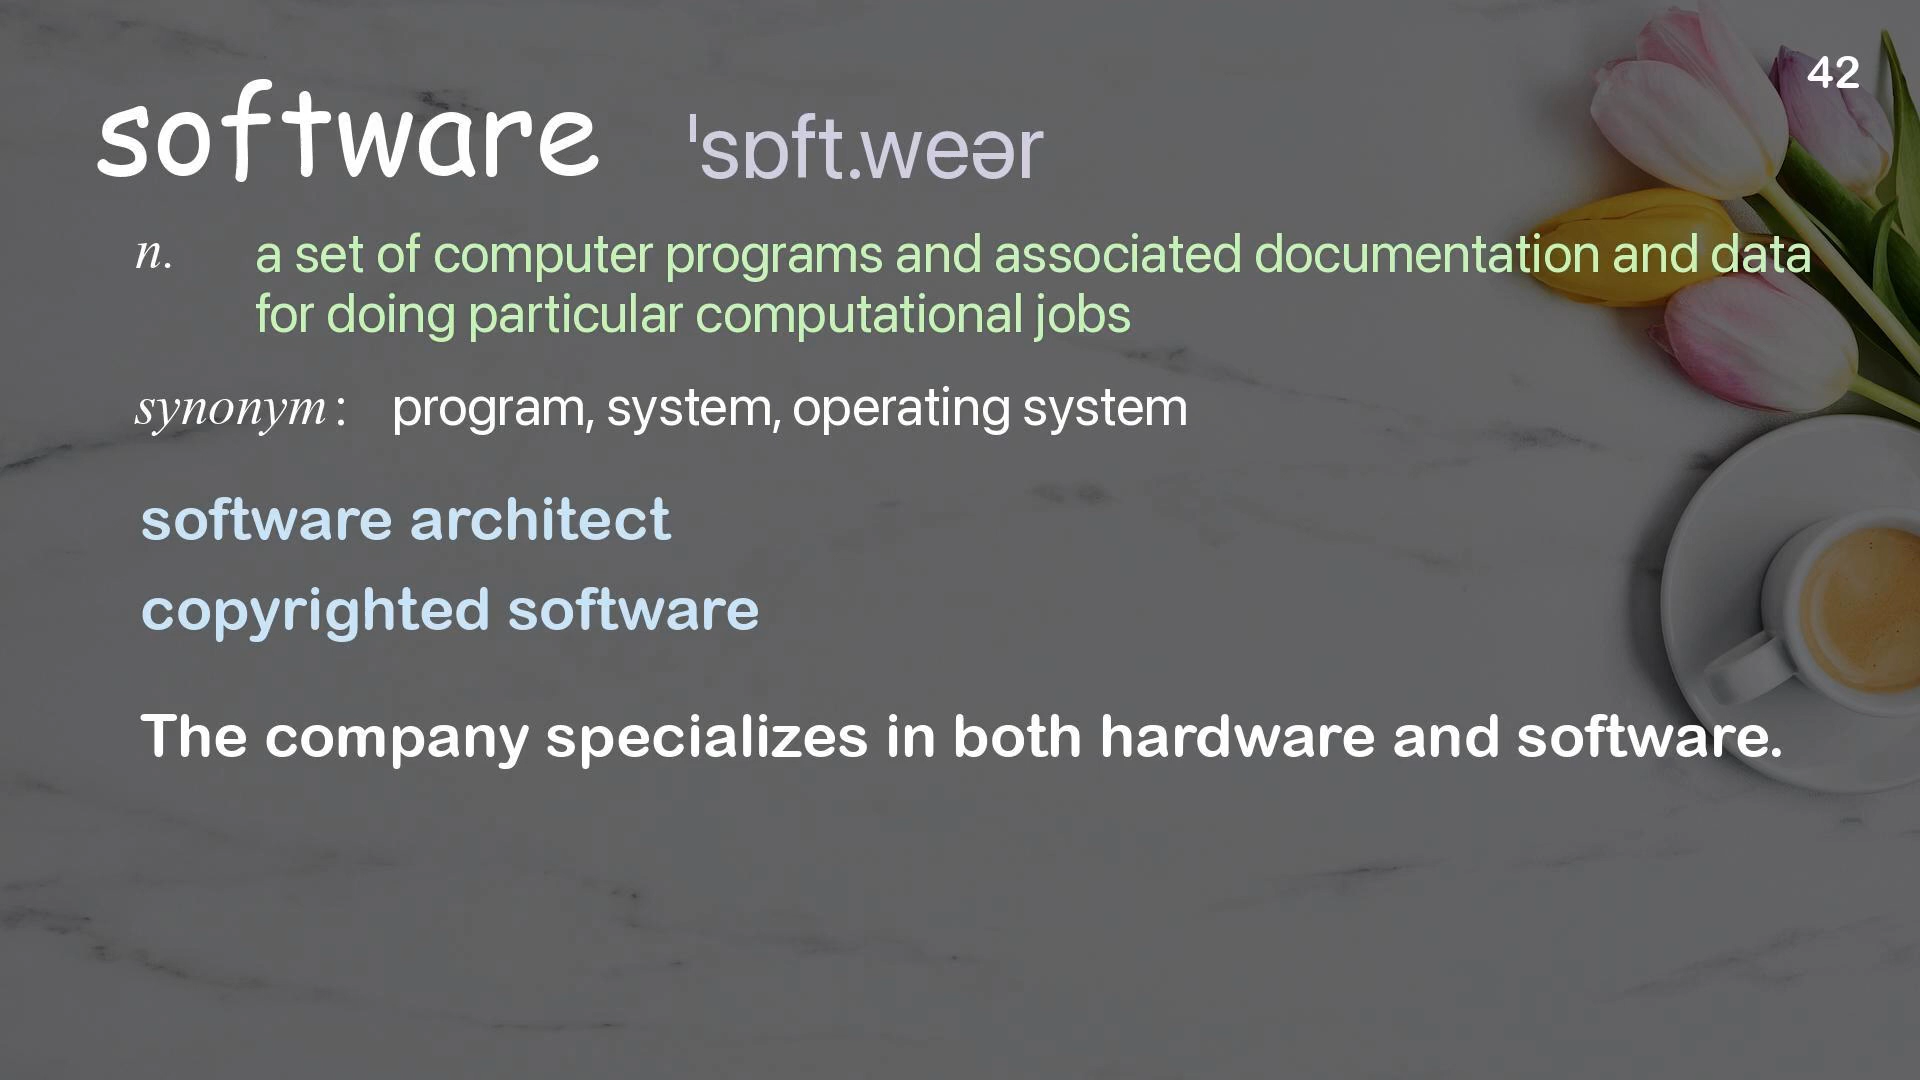 42
software ˈsɒft.weər
n. a set of computer programs and associated documentation and data
for doing particular computational jobs
synonym: program, system, operating system
software architect
copyrighted software
The company specializes in both hardware and software.